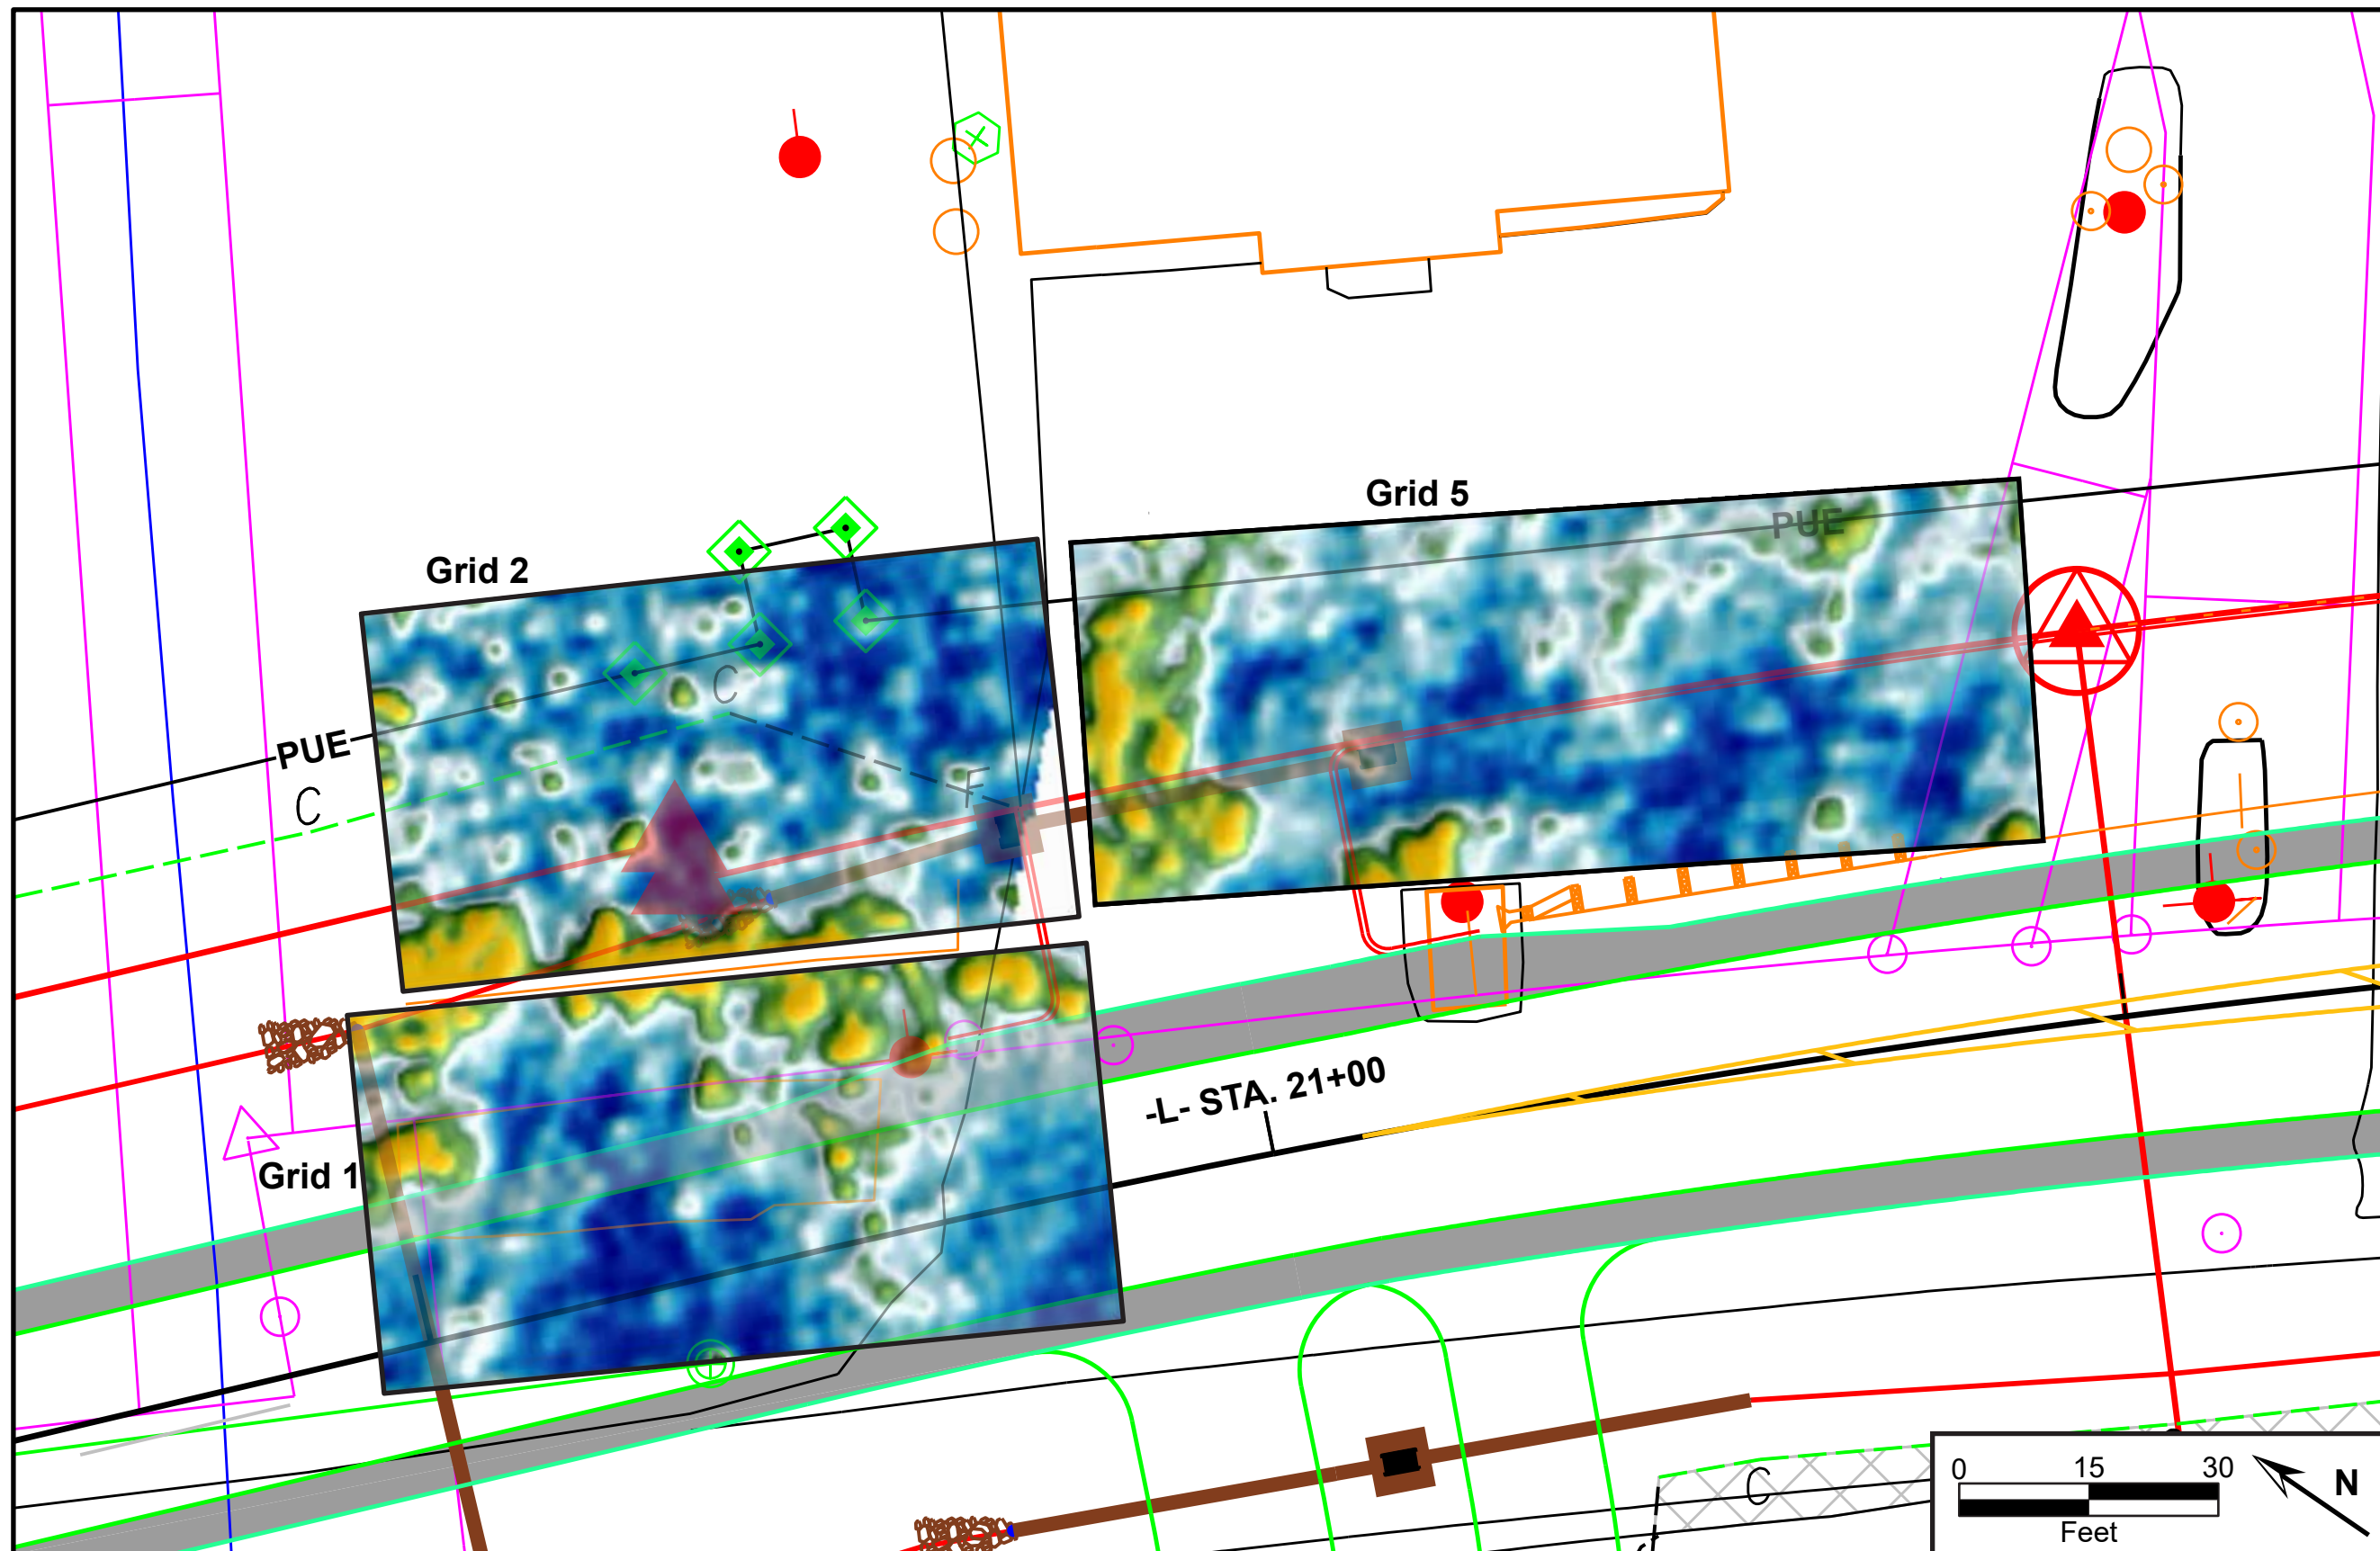 Grid 5
PUE
Grid 2
C
PUE
C
F
-L- STA. 21+00
Grid 1
C
0 15 30
Feet
N